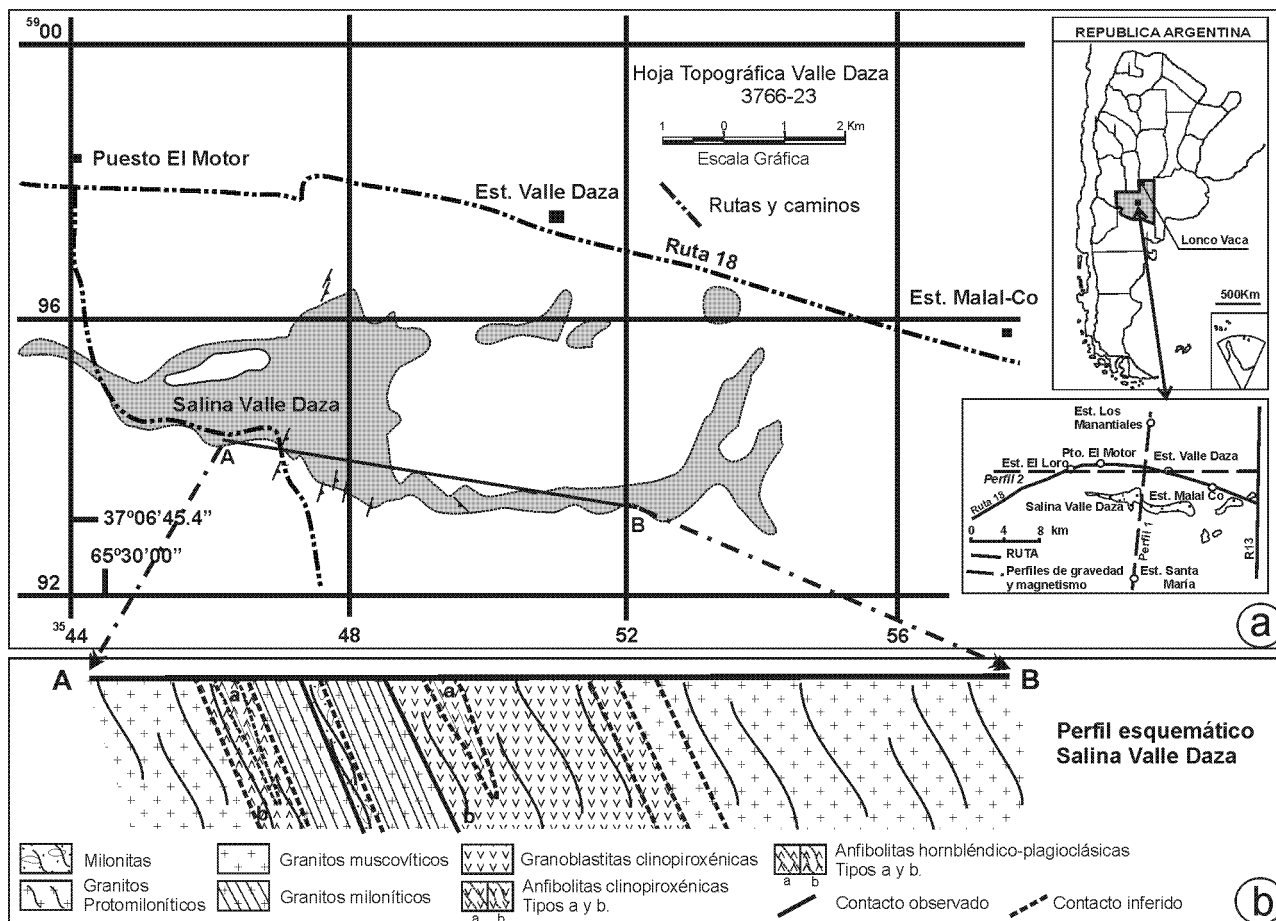 5900
Hoja Topográfica Valle Daza
3766-23
1 0 1 2 Km
Escala Gráfica
Rutas y caminos
Puesto El Motor
Est. Valle Daza
Ruta 18
Est. Malal-Co
96
Salina Valle Daza
A
B
37º06'45.4"
65º30'00"
92
3544
48
52
56
REPUBLICA ARGENTINA
Lonco Vaca
500Km
Est. Los
Manantiales
Pto. El Motor
Est. Valle Daza
Est. El Loro
Perfil 2
Ruta 18
Est. Malal Co
Salina Valle Daza
0 4 8 km
Perfil 1
R13
RUTA
Perfiles de gravedad
y magnetismo
Est. Santa
María
a
A
B
a
a
b
Perfil esquemático
Salina Valle Daza
Milonitas
Granitos
Protomiloníticos
Granitos muscovíticos
Granitos miloníticos
Granoblastitas clinopiroxénicas
Anfibolitas clinopiroxénicas
Tipos a y b.
a b
Anfibolitas hornbléndico-plagioclásicas
Tipos a y b.
a b
Contacto observado
Contacto inferido
b